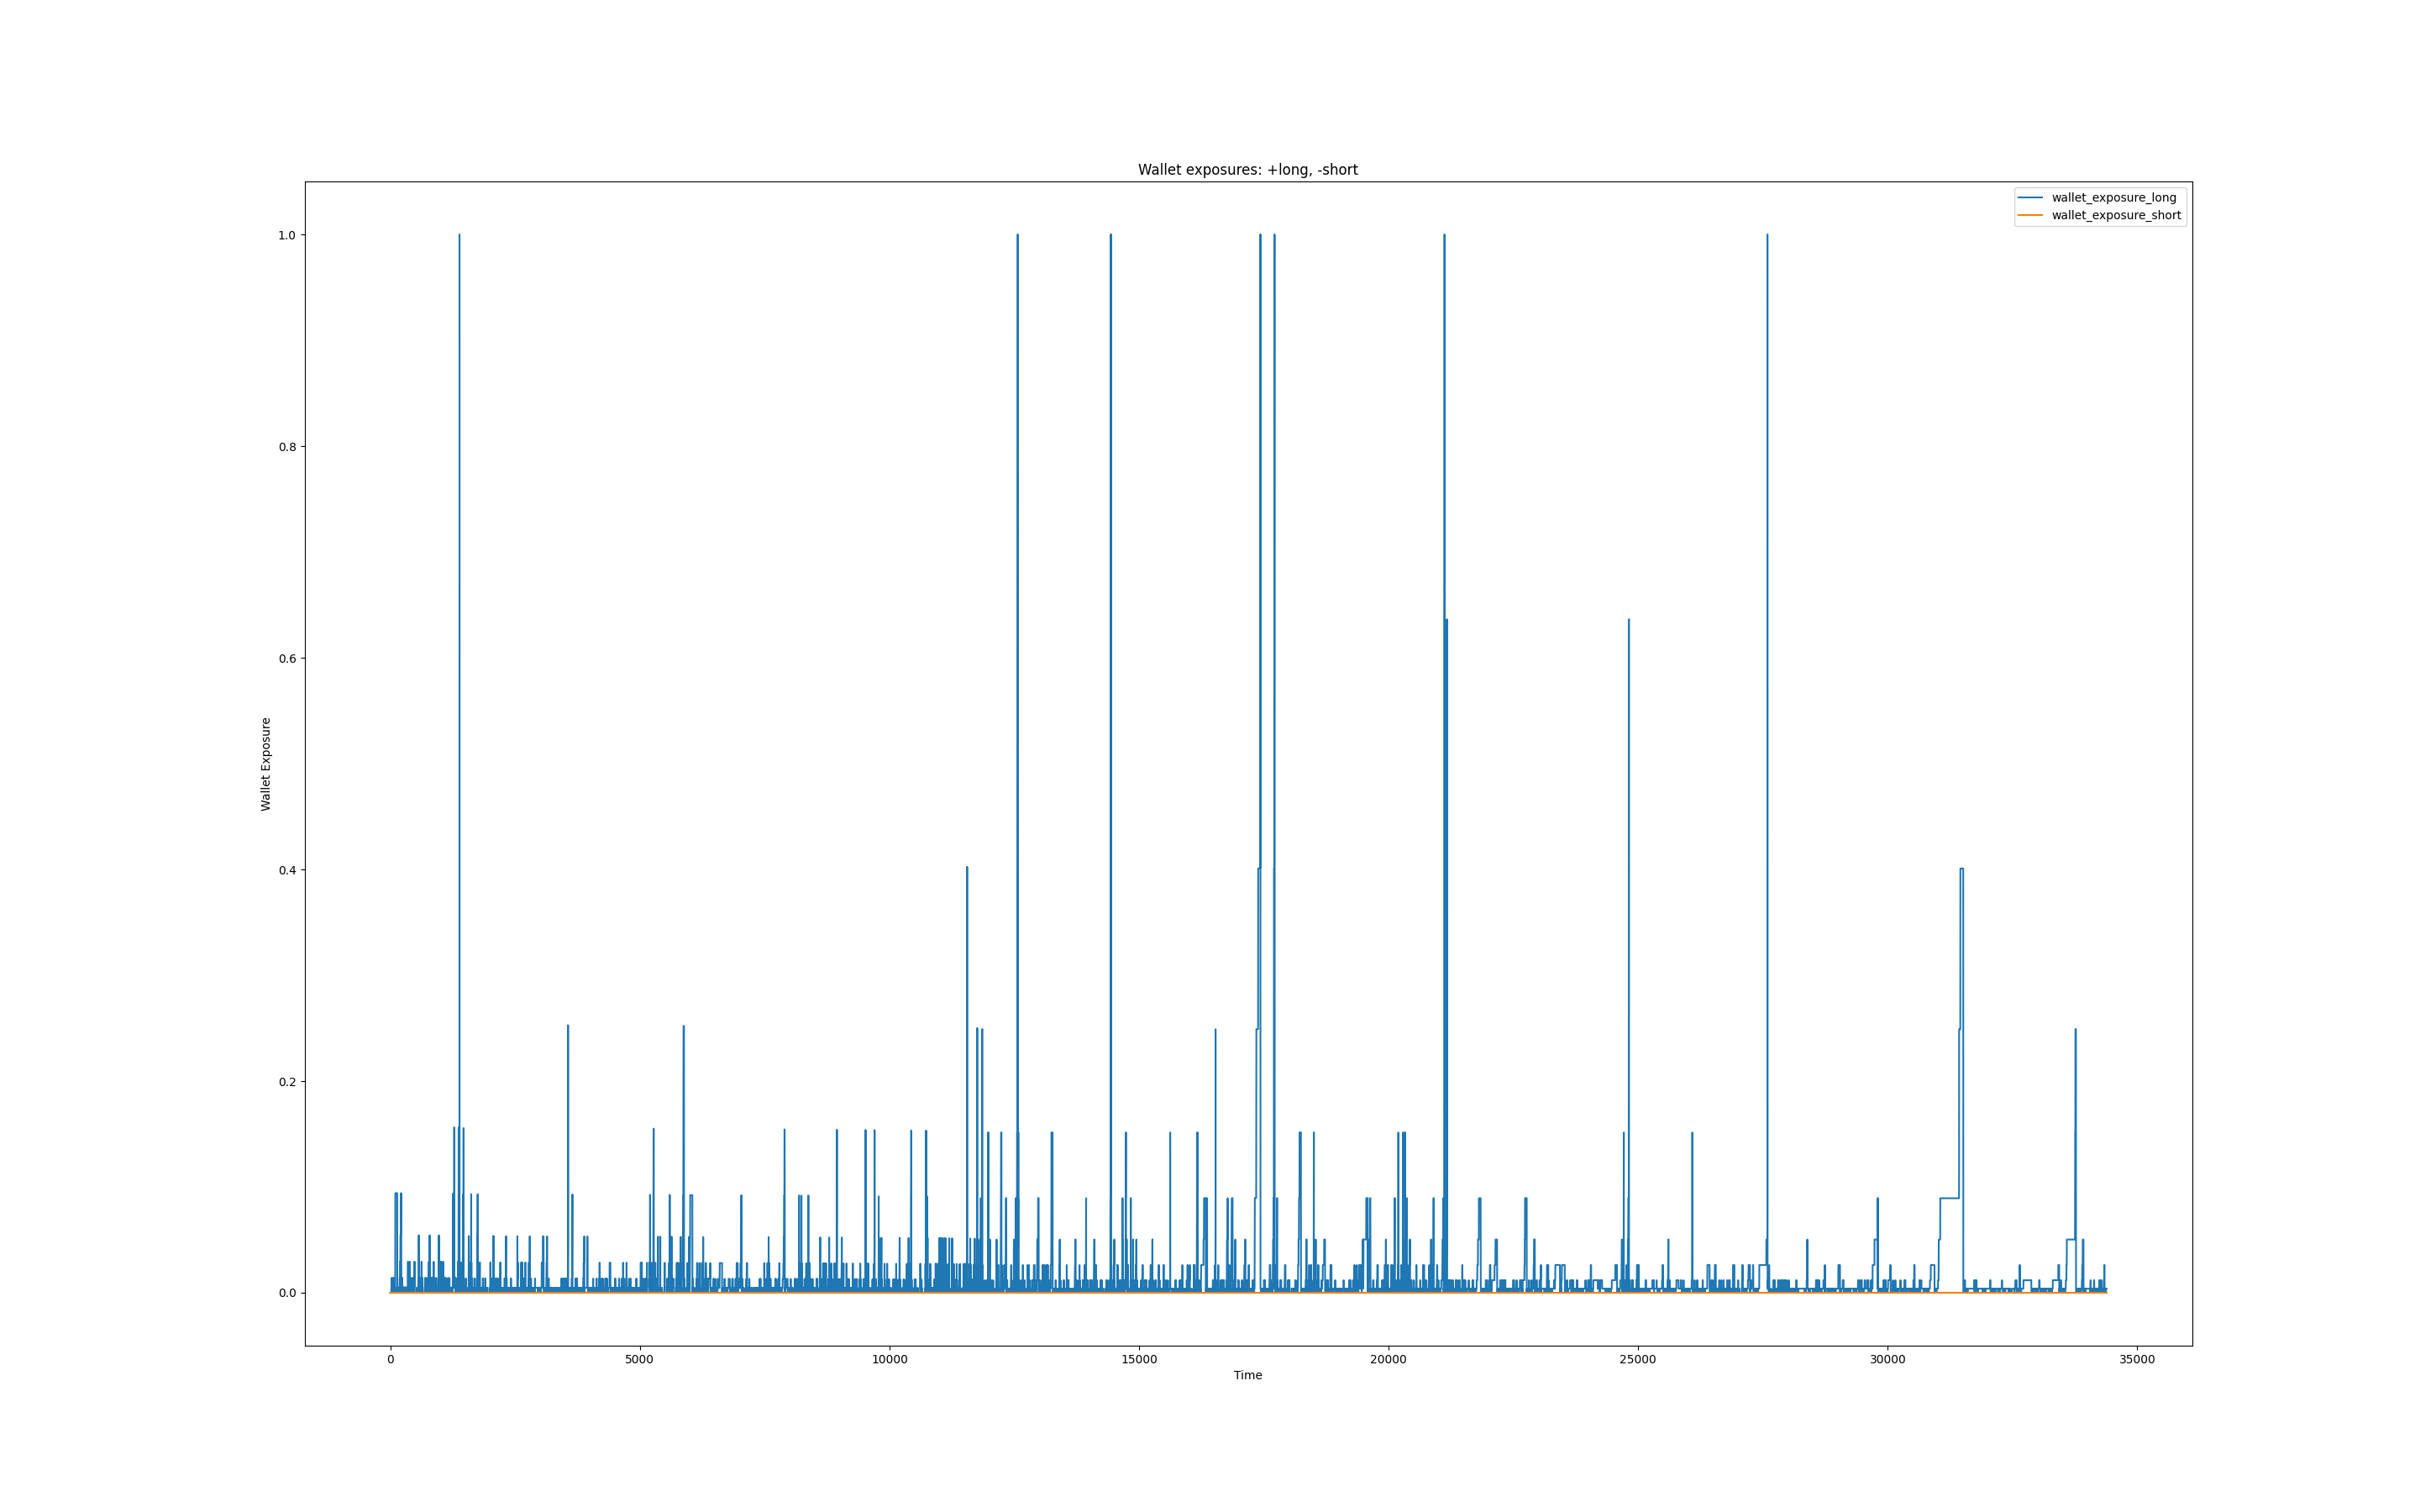 Wallet exposures: +long, -short
wallet_exposure_long
wallet_exposure_short
1.0
0.8
0.6
0.4
0.2
0.0
Wallet Exposure
0 5000 10000 15000 20000 25000 30000 35000
Time